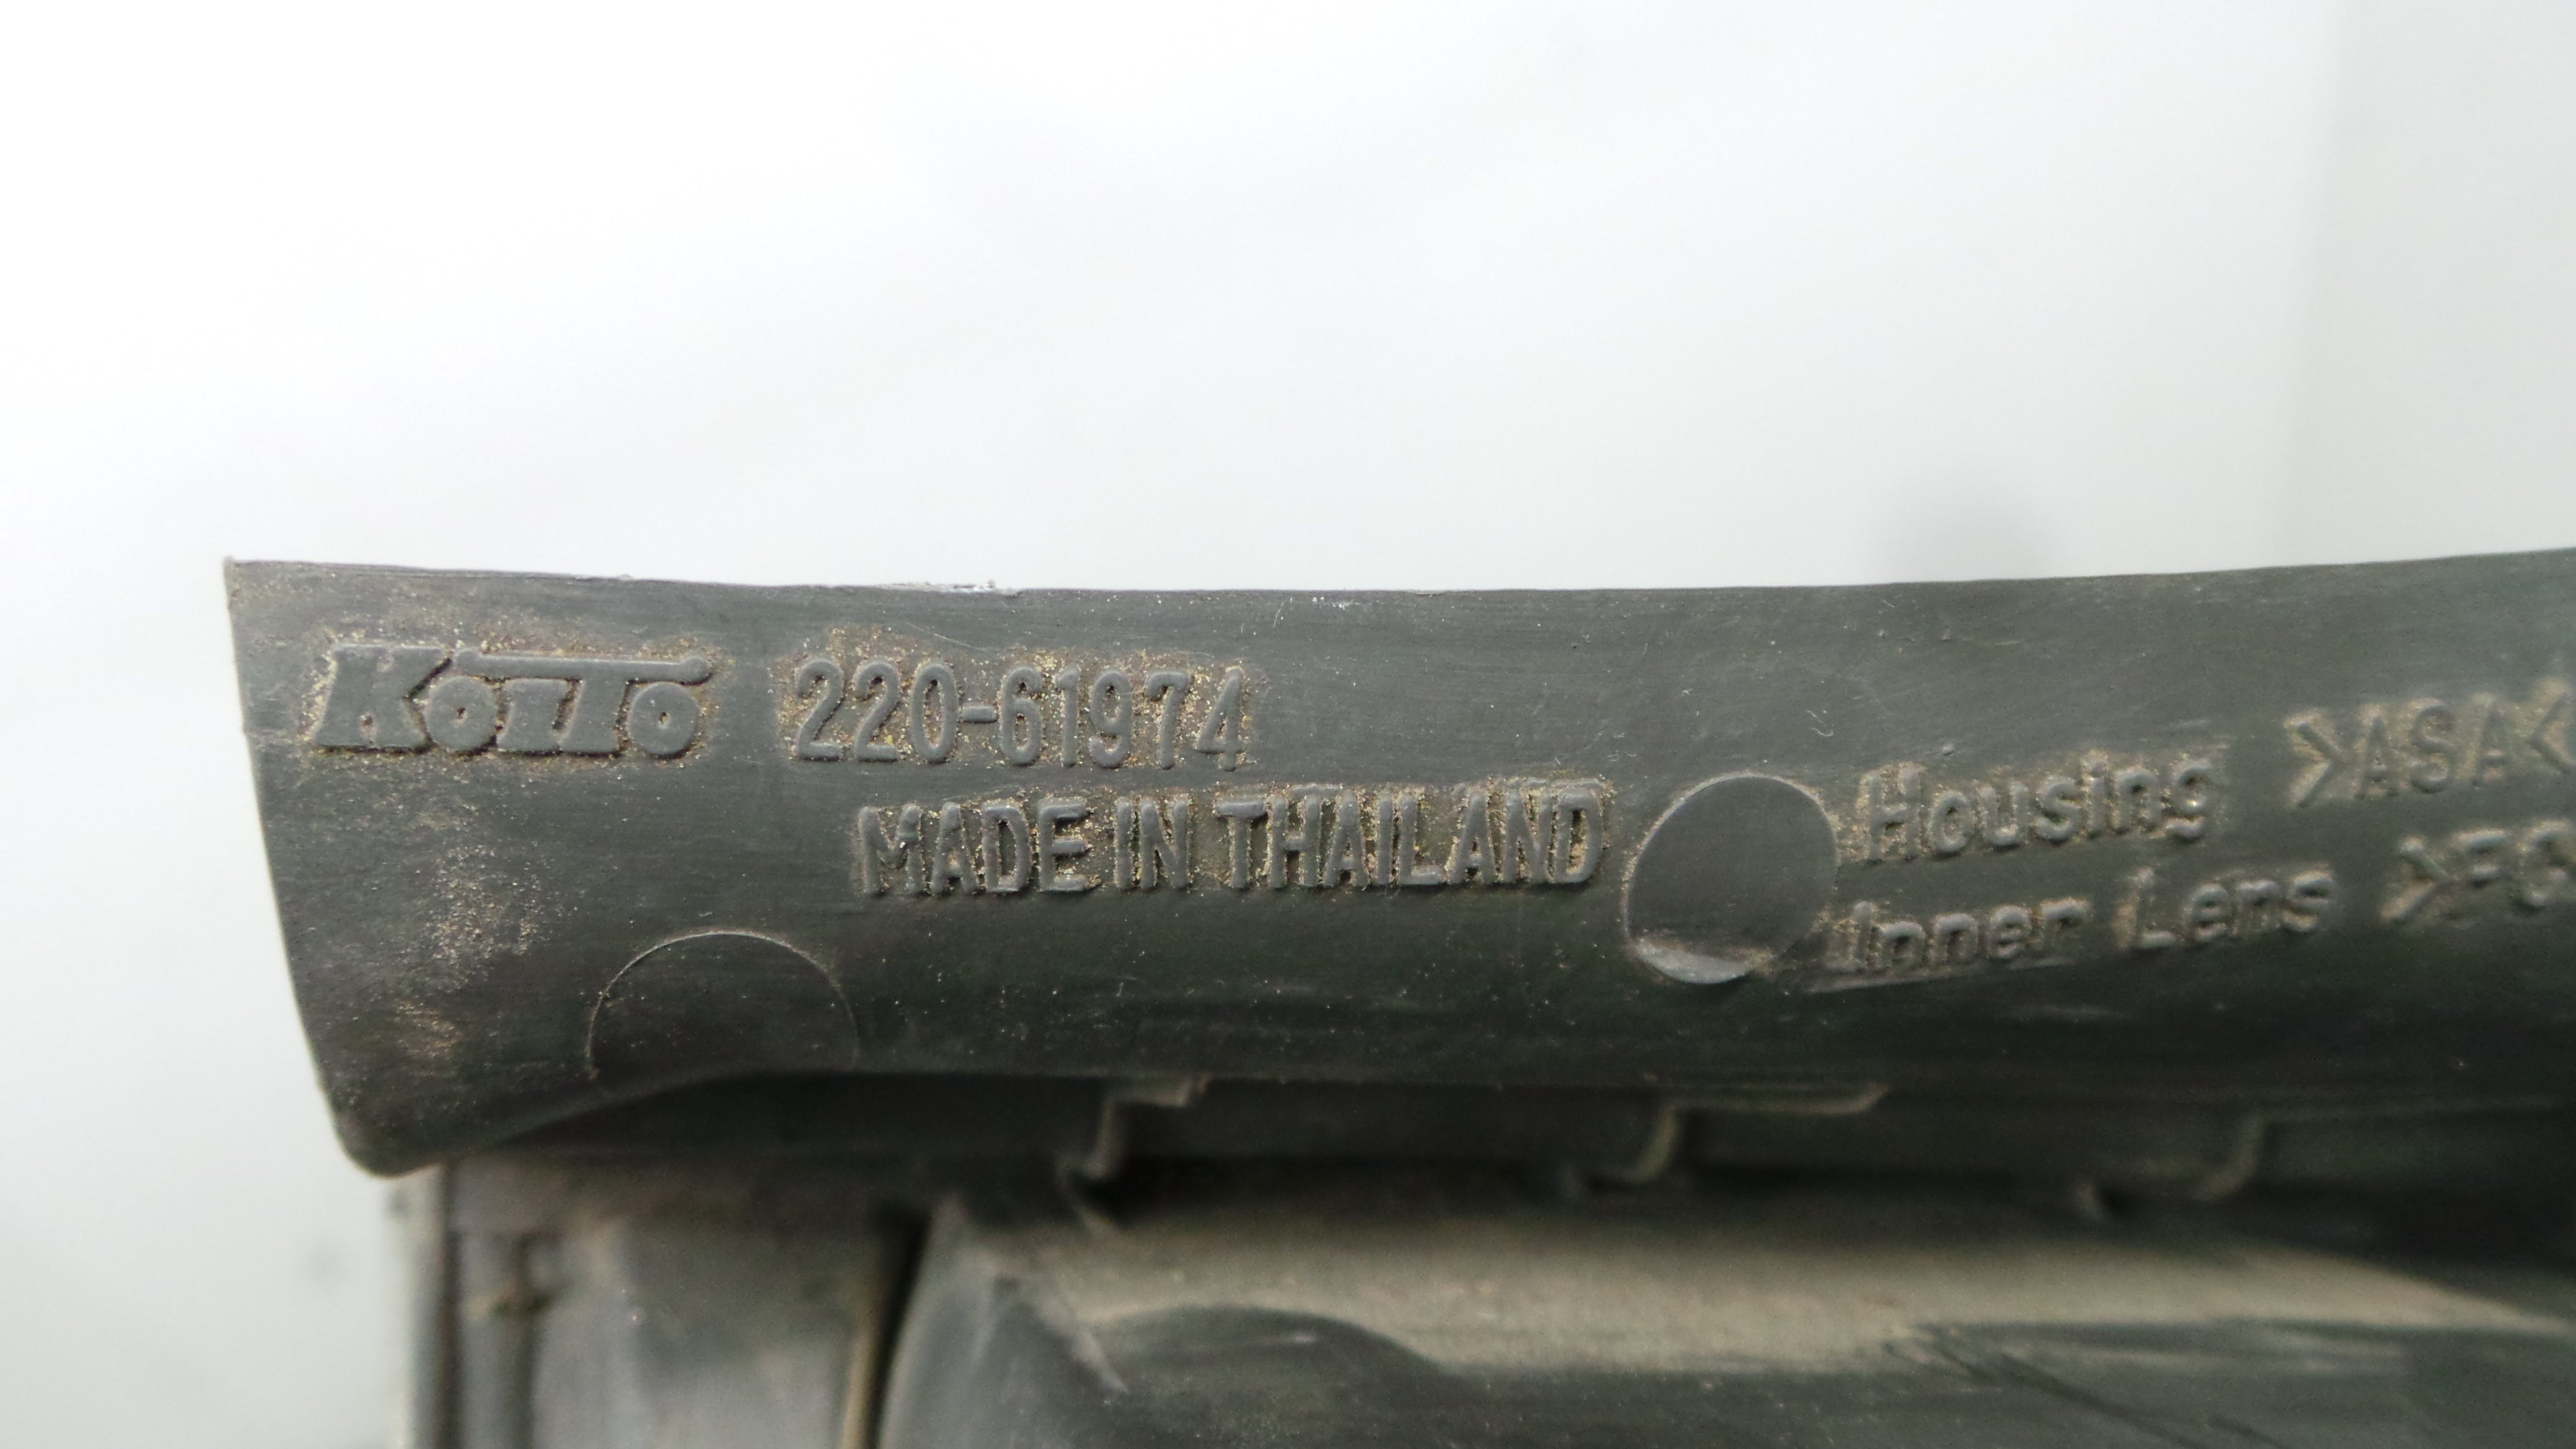 KOITO 220-61974
MADE IN THAILAND
Housing >ASA<
Inner Lens